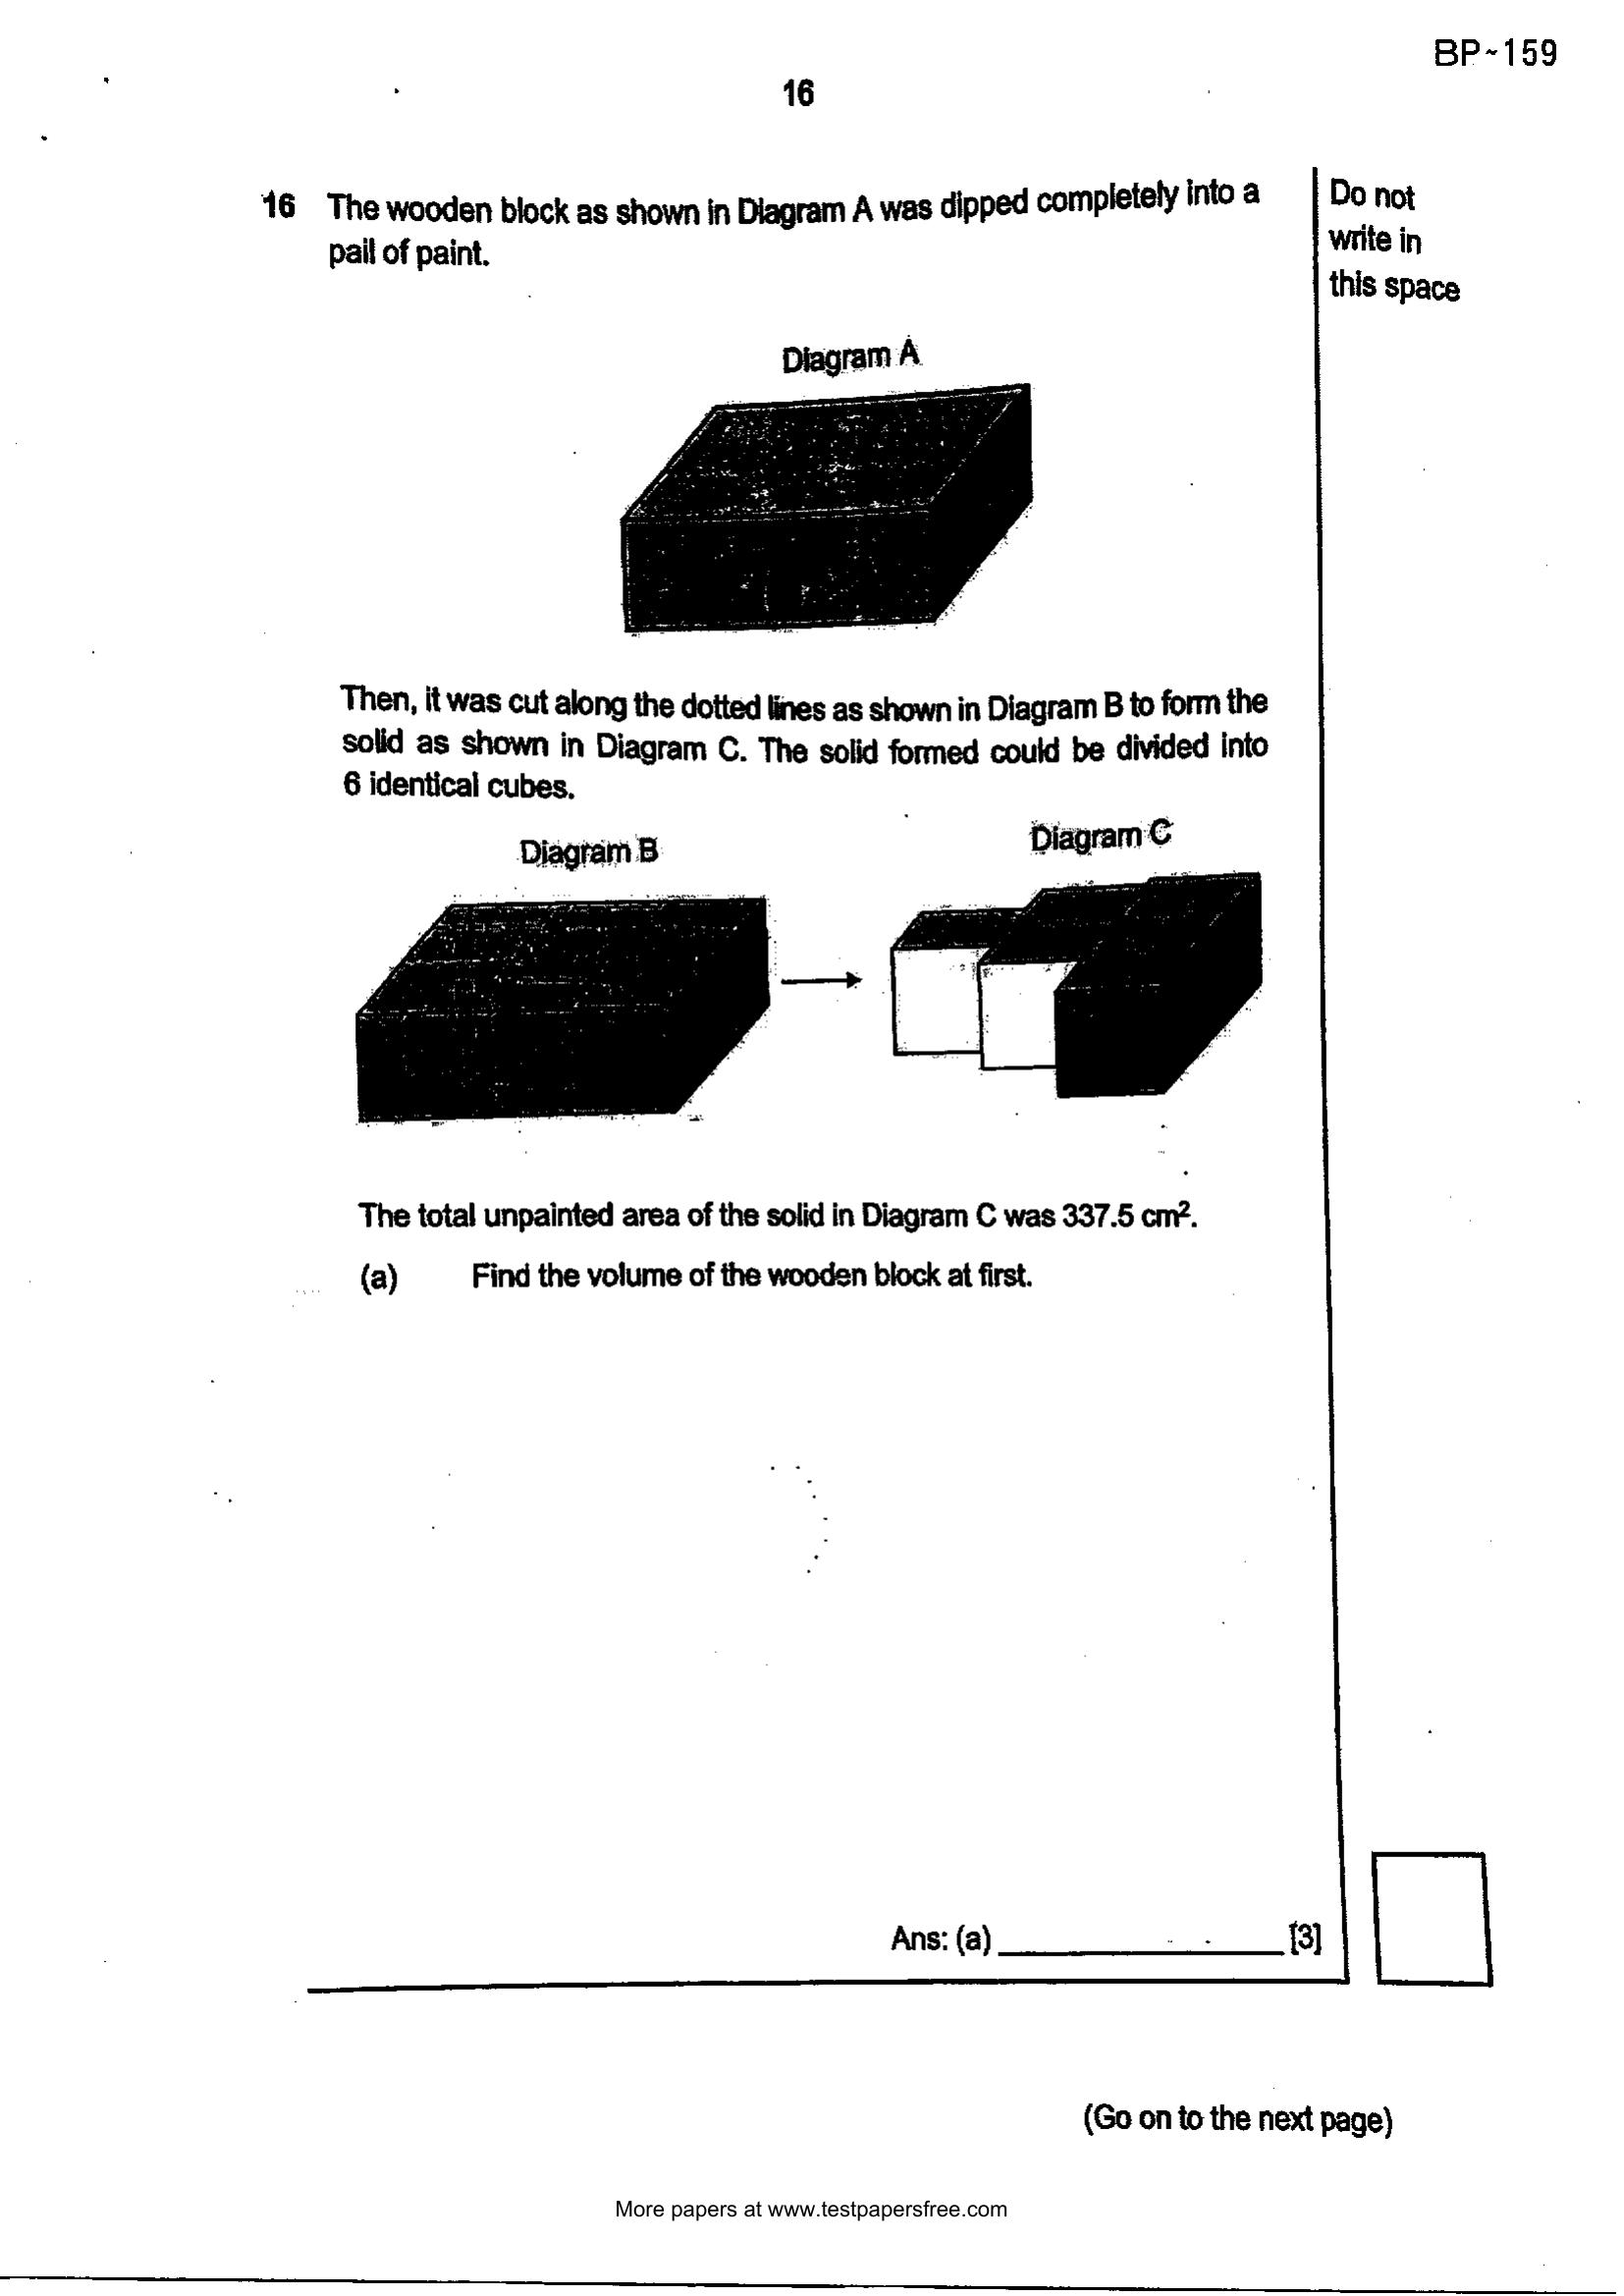 BP~159
16
16 The wooden block as shown in Diagram A was dipped completely into a
pail of paint.
Do not
write in
this space
Diagram A
Then, it was cut along the dotted lines as shown in Diagram B to form the
solid as shown in Diagram C. The solid formed could be divided into
6 identical cubes.
Diagram B
Diagram C
The total unpainted area of the solid in Diagram C was 337.5 cm².
(a) Find the volume of the wooden block at first.
Ans: (a) ____________ [3]
(Go on to the next page)
More papers at www.testpapersfree.com